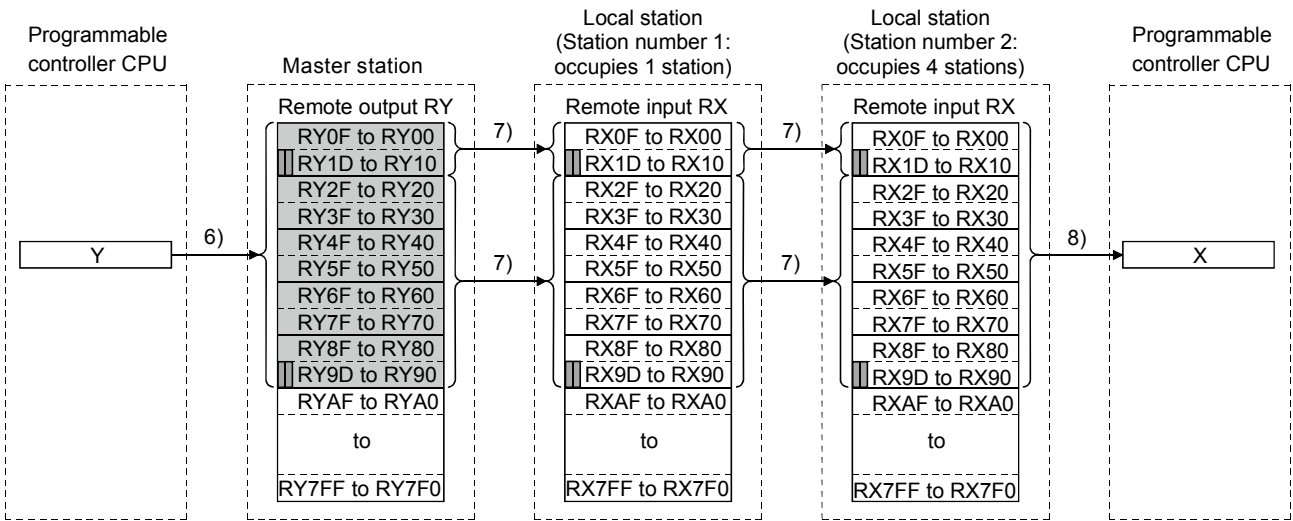 Programmable
controller CPU
Y
6)
Master station
Remote output RY
RY0F to RY00
RY1D to RY10
RY2F to RY20
RY3F to RY30
RY4F to RY40
RY5F to RY50
RY6F to RY60
RY7F to RY70
RY8F to RY80
RY9D to RY90
RYAF to RYA0
to
RY7FF to RY7F0
7)
7)
Local station
(Station number 1:
occupies 1 station)
Remote input RX
RX0F to RX00
RX1D to RX10
RX2F to RX20
RX3F to RX30
RX4F to RX40
RX5F to RX50
RX6F to RX60
RX7F to RX70
RX8F to RX80
RX9D to RX90
RXAF to RXA0
to
RX7FF to RX7F0
7)
7)
Local station
(Station number 2:
occupies 4 stations)
Remote input RX
RX0F to RX00
RX1D to RX10
RX2F to RX20
RX3F to RX30
RX4F to RX40
RX5F to RX50
RX6F to RX60
RX7F to RX70
RX8F to RX80
RX9D to RX90
RXAF to RXA0
to
RX7FF to RX7F0
8)
Programmable
controller CPU
X